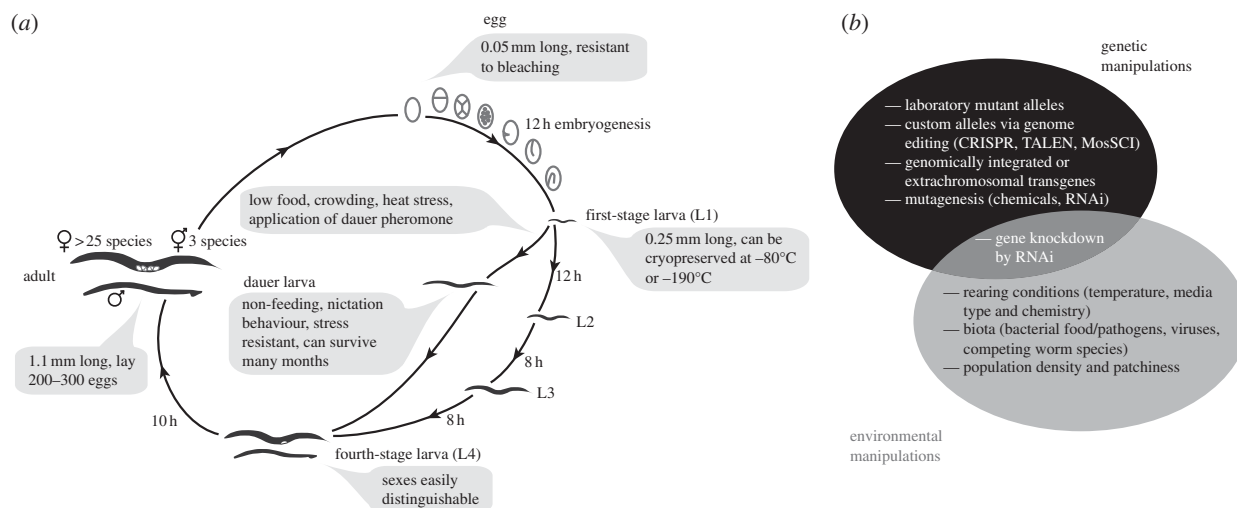 (a)
egg
0.05 mm long, resistant
to bleaching
12 h embryogenesis
low food, crowding, heat stress,
application of dauer pheromone
first-stage larva (L1)
0.25 mm long, can be
cryopreserved at –80°C
or –190°C
♀ >25 species
⚥ 3 species
adult
♂
1.1 mm long, lay
200–300 eggs
dauer larva
non-feeding, nictation
behaviour, stress
resistant, can survive
many months
12 h
L2
8 h
L3
8 h
10 h
fourth-stage larva (L4)
sexes easily
distinguishable
(b)
genetic
manipulations
— laboratory mutant alleles
— custom alleles via genome
editing (CRISPR, TALEN, MosSCI)
— genomically integrated or
extrachromosomal transgenes
— mutagenesis (chemicals, RNAi)
— gene knockdown
by RNAi
— rearing conditions (temperature, media
type and chemistry)
— biota (bacterial food/pathogens, viruses,
competing worm species)
— population density and patchiness
environmental
manipulations